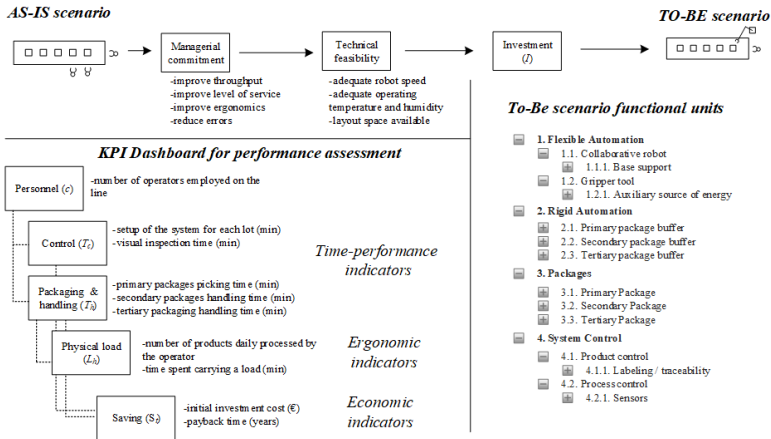 AS-IS scenario
TO-BE scenario
Managerial
commitment
Technical
feasibility
Investment
(I)
-improve throughput
-improve level of service
-improve ergonomics
-reduce errors
-adequate robot speed
-adequate operating
temperature and humidity
-layout space available
KPI Dashboard for performance assessment
Personnel (c)
-number of operators employed on the
line
Control (Tc)
-setup of the system for each lot (min)
-visual inspection time (min)
Time-performance
indicators
Packaging &
handling (Th)
-primary packages picking time (min)
-secondary packages handling time (min)
-tertiary packaging handling time (min)
Physical load
(Lh)
-number of products daily processed by
the operator
-time spent carrying a load (min)
Ergonomic
indicators
Saving (St)
-initial investment cost (€)
-payback time (years)
Economic
indicators
To-Be scenario functional units
1. Flexible Automation
1.1. Collaborative robot
1.1.1. Base support
1.2. Gripper tool
1.2.1. Auxiliary source of energy
2. Rigid Automation
2.1. Primary package buffer
2.2. Secondary package buffer
2.3. Tertiary package buffer
3. Packages
3.1. Primary Package
3.2. Secondary Package
3.3. Tertiary Package
4. System Control
4.1. Product control
4.1.1. Labeling / traceability
4.2. Process control
4.2.1. Sensors